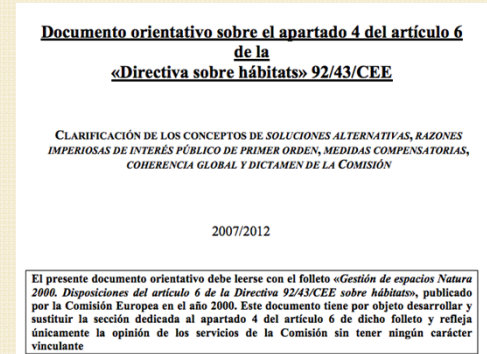 Documento orientativo sobre el apartado 4 del artículo 6
de la
«Directiva sobre hábitats» 92/43/CEE
CLARIFICACIÓN DE LOS CONCEPTOS DE SOLUCIONES ALTERNATIVAS, RAZONES
IMPERIOSAS DE INTERÉS PÚBLICO DE PRIMER ORDEN, MEDIDAS COMPENSATORIAS,
COHERENCIA GLOBAL Y DICTAMEN DE LA COMISIÓN
2007/2012
El presente documento orientativo debe leerse con el folleto «Gestión de espacios Natura
2000. Disposiciones del artículo 6 de la Directiva 92/43/CEE sobre hábitats», publicado
por la Comisión Europea en el año 2000. Este documento tiene por objeto desarrollar y
sustituir la sección dedicada al apartado 4 del artículo 6 de dicho folleto y refleja
únicamente la opinión de los servicios de la Comisión sin tener ningún carácter
vinculante